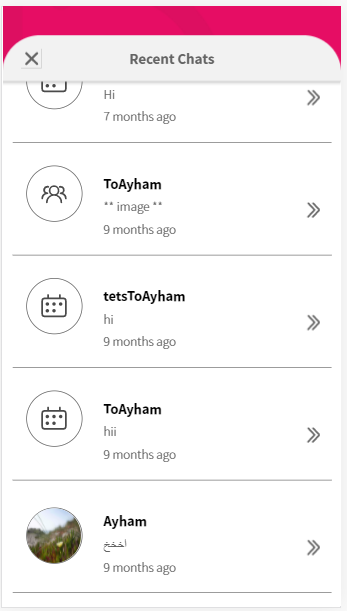 Recent Chats
Hi
7 months ago
ToAyham
** image **
9 months ago
tetsToAyham
hi
9 months ago
ToAyham
hii
9 months ago
Ayham
اخخخ
9 months ago